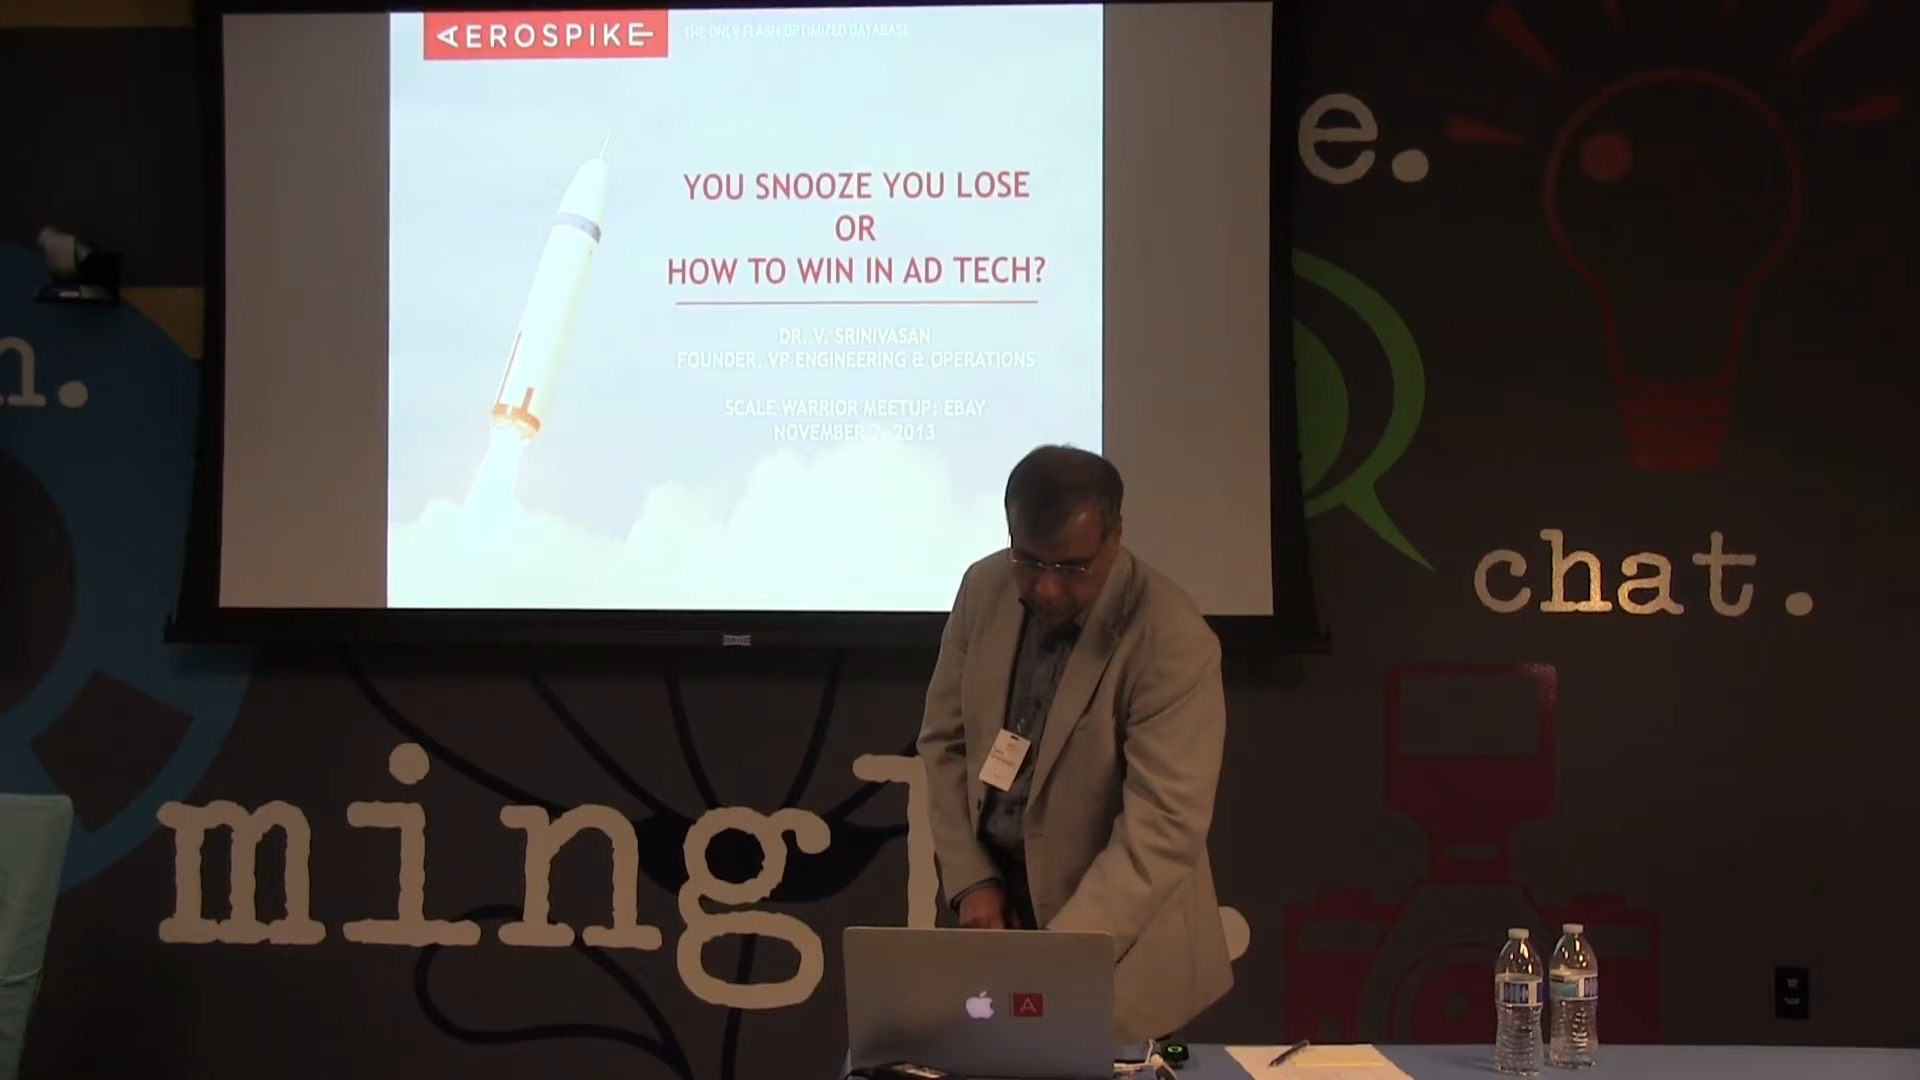 AEROSPIKE
THE ONLY FLASH OPTIMIZED DATABASE
YOU SNOOZE YOU LOSE
OR
HOW TO WIN IN AD TECH?
DR. V. SRINIVASAN
FOUNDER, VP ENGINEERING & OPERATIONS
SCALE WARRIOR MEETUP: EBAY
NOVEMBER 7, 2013
e.
n.
chat.
mingl
A